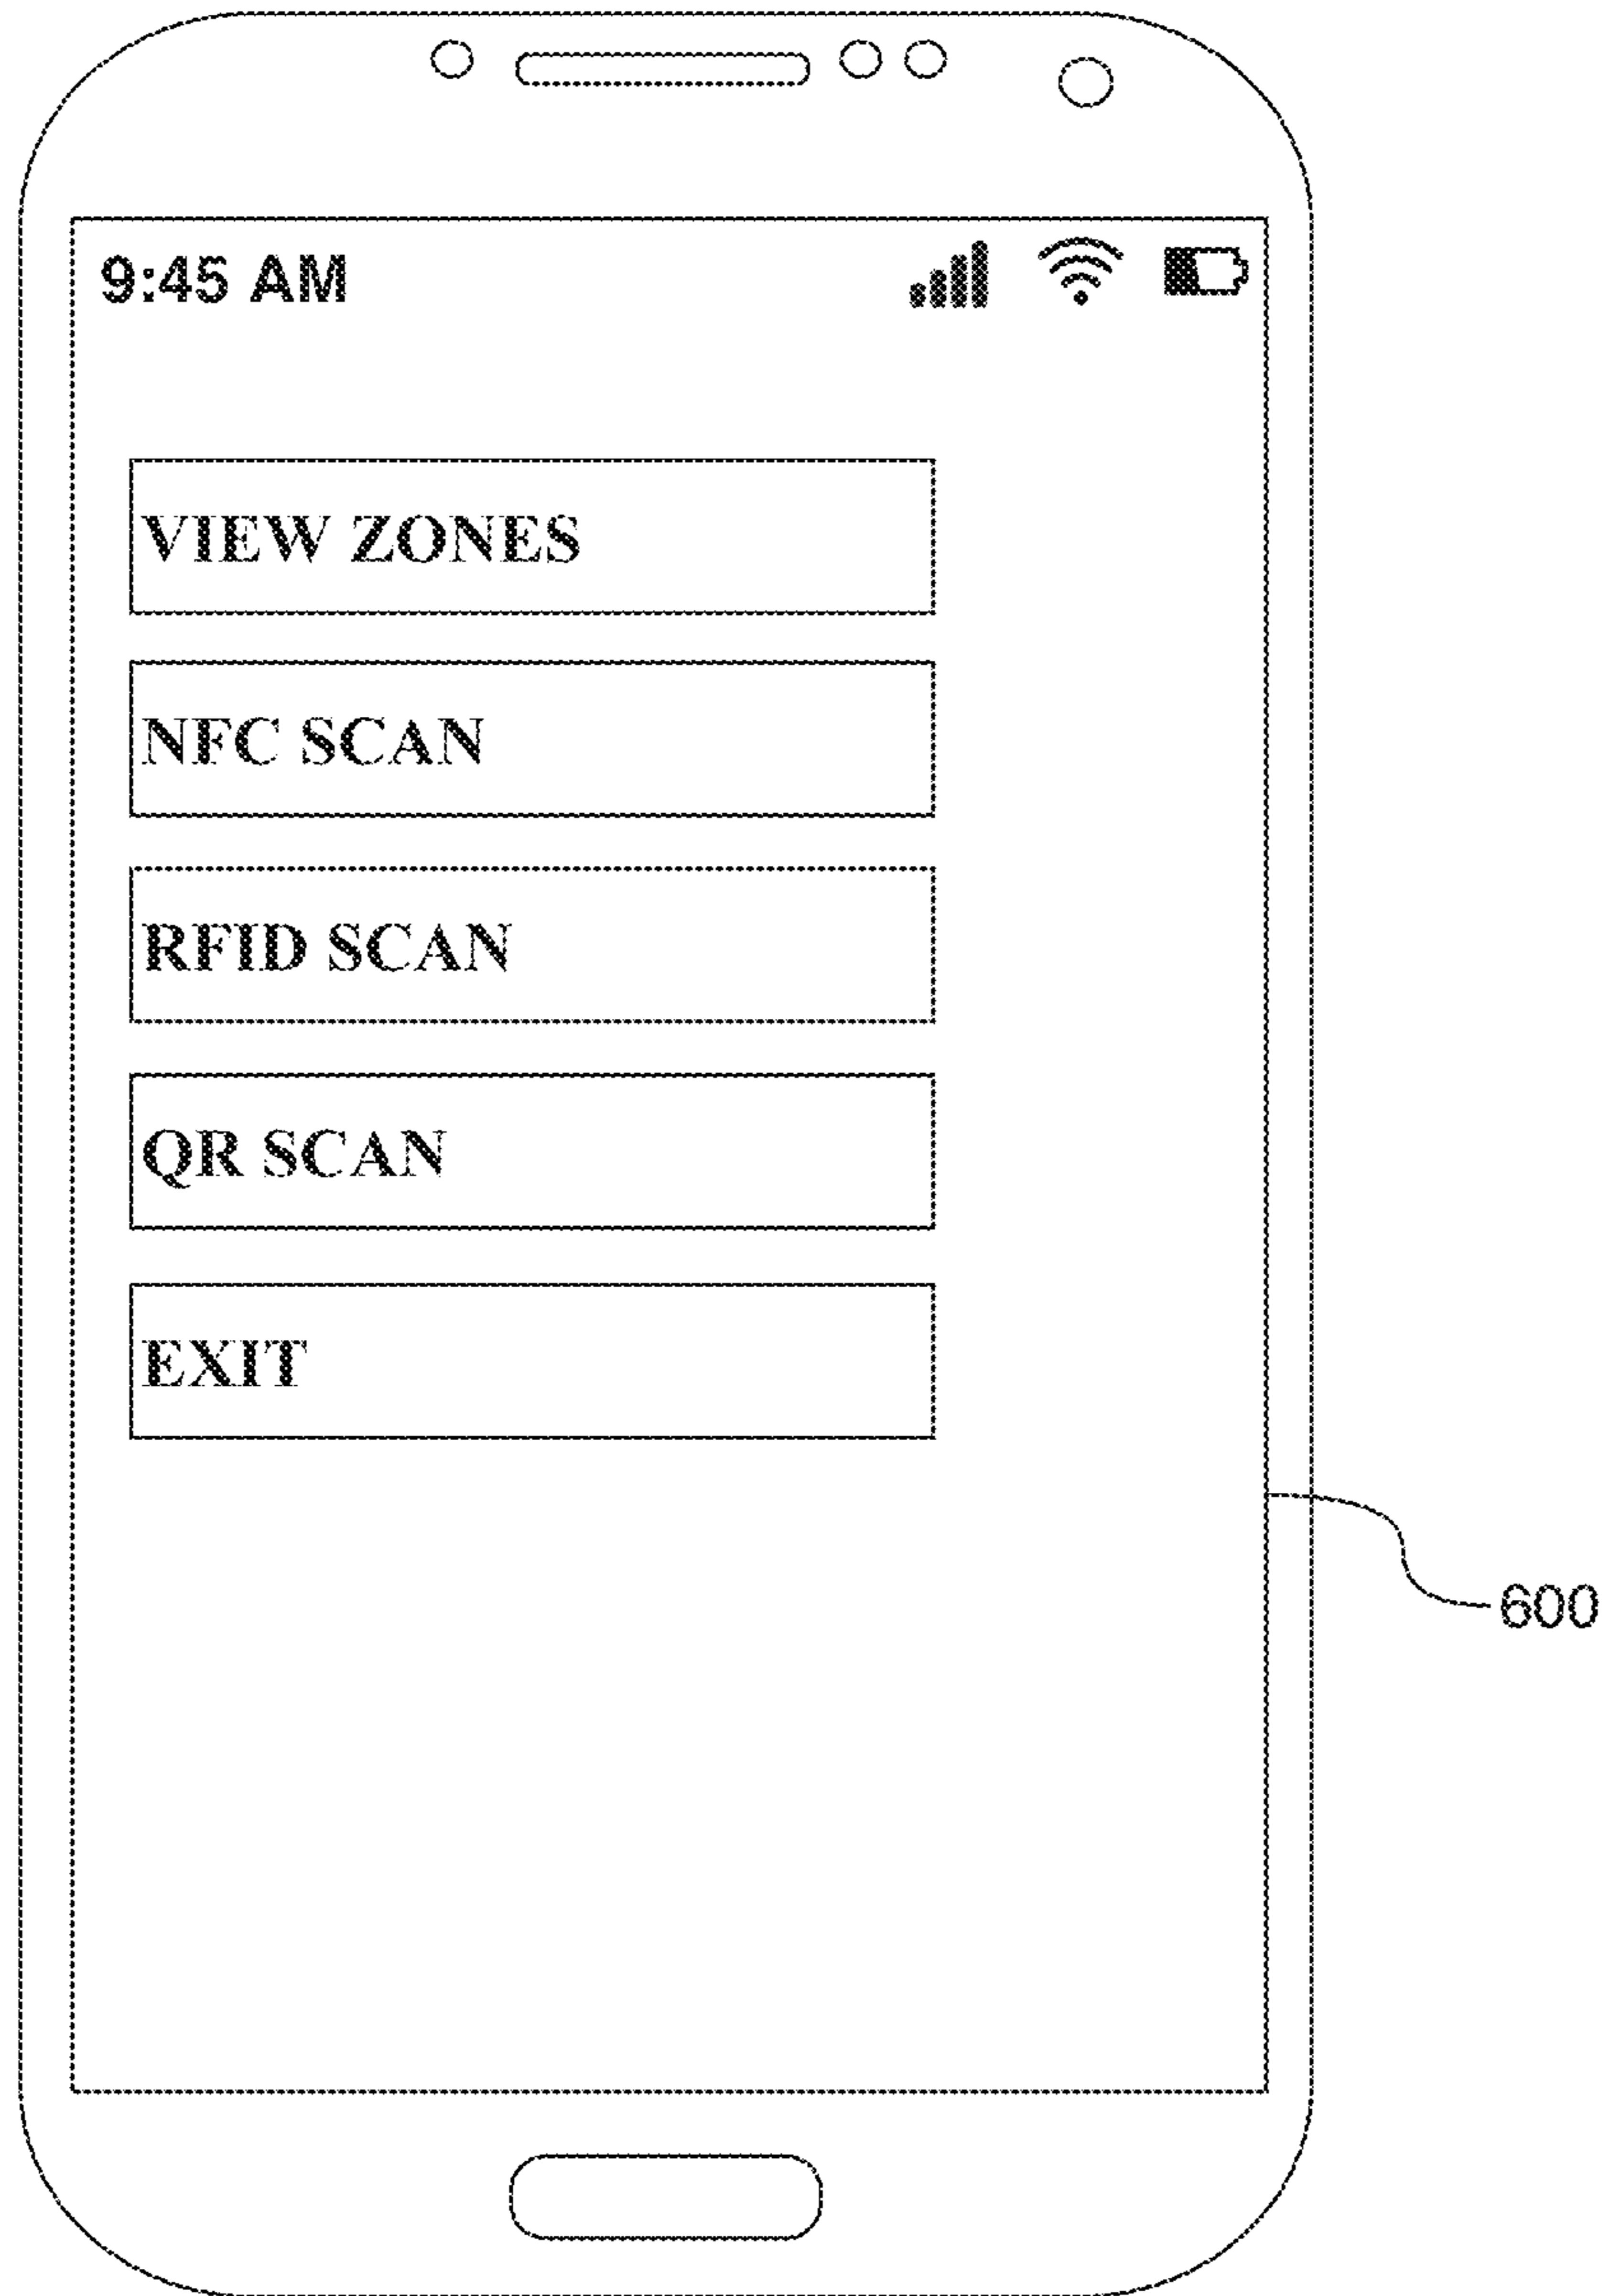 9:45 AM
VIEW ZONES
NFC SCAN
RFID SCAN
QR SCAN
EXIT
600